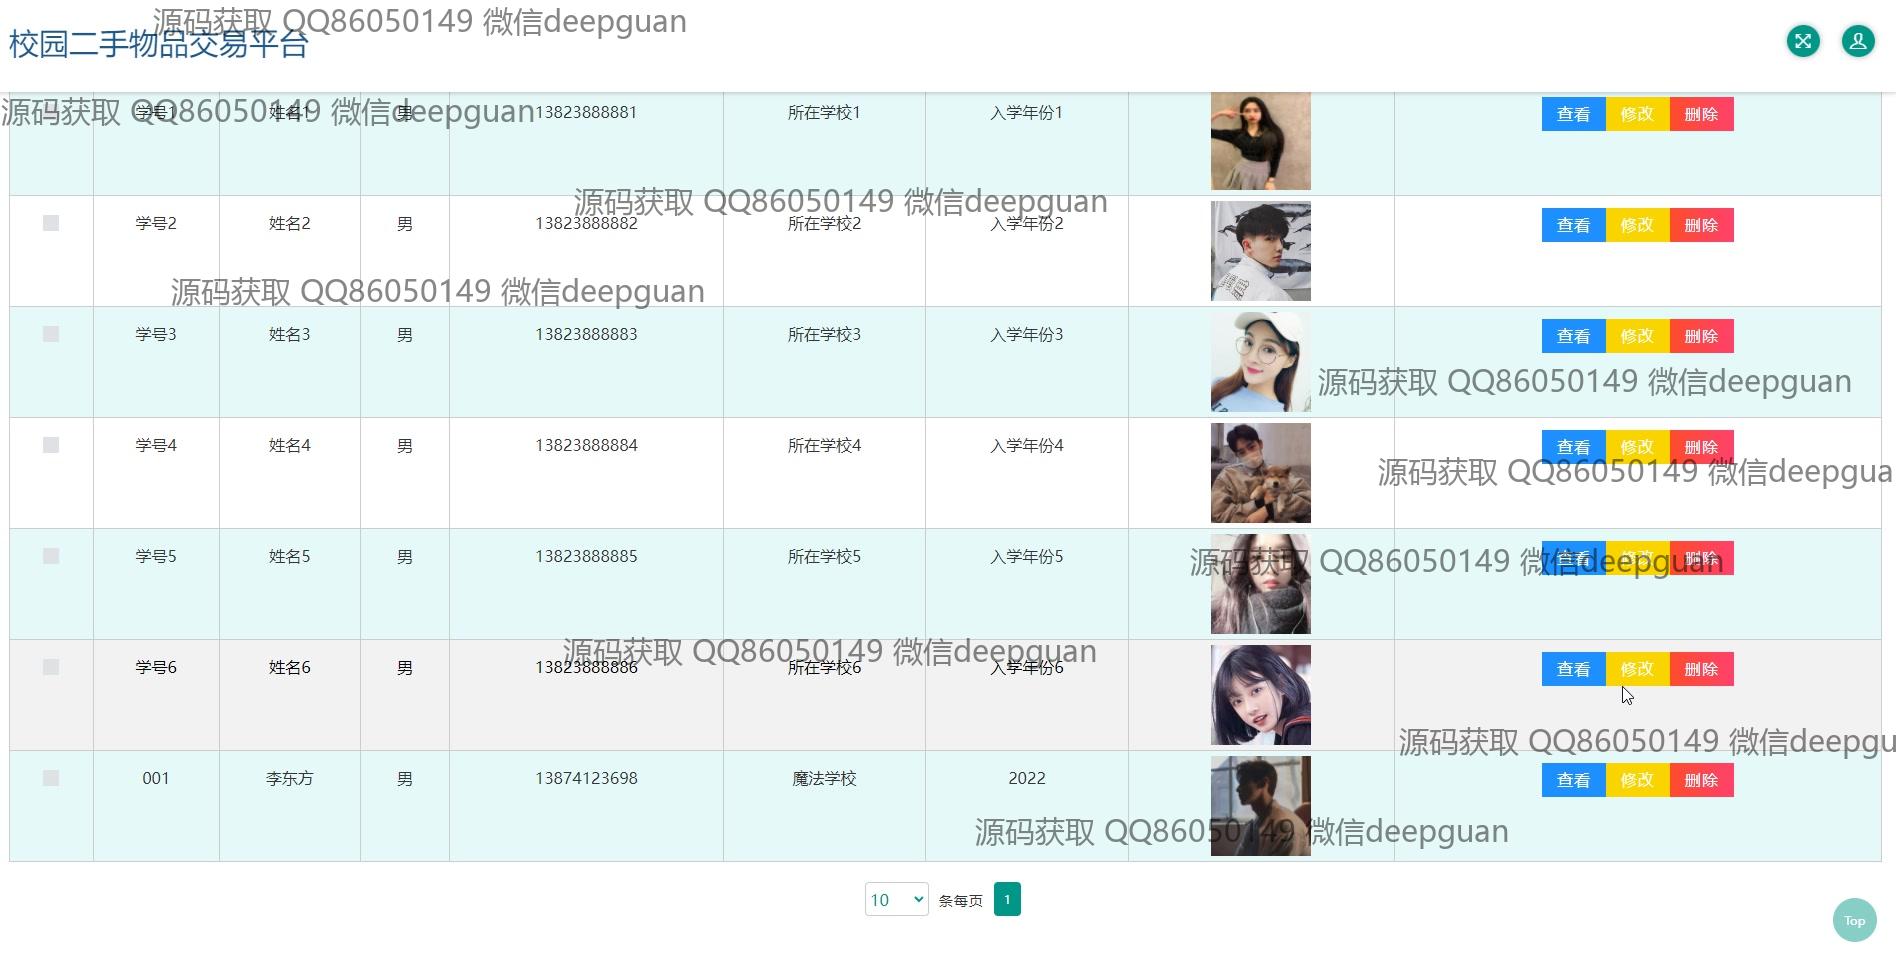 源码获取 QQ86050149 微信deepguan
校园二手物品交易平台
源码获取 QQ86050149 微信deepguan
学号1 姓名1 男 13823888881 所在学校1 入学年份1 查看 修改 删除
源码获取 QQ86050149 微信deepguan
学号2 姓名2 男 13823888882 所在学校2 入学年份2 查看 修改 删除
源码获取 QQ86050149 微信deepguan
学号3 姓名3 男 13823888883 所在学校3 入学年份3 查看 修改 删除
源码获取 QQ86050149 微信deepguan
学号4 姓名4 男 13823888884 所在学校4 入学年份4 查看 修改 删除
源码获取 QQ86050149 微信deepgua
学号5 姓名5 男 13823888885 所在学校5 入学年份5 查看 修改 删除
源码获取 QQ86050149 微信deepguan
源码获取 QQ86050149 微信deepguan
学号6 姓名6 男 13823888886 所在学校6 入学年份6 查看 修改 删除
源码获取 QQ86050149 微信deepgu
001 李东方 男 13874123698 魔法学校 2022 查看 修改 删除
源码获取 QQ86050149 微信deepguan
10 条每页 1
Top